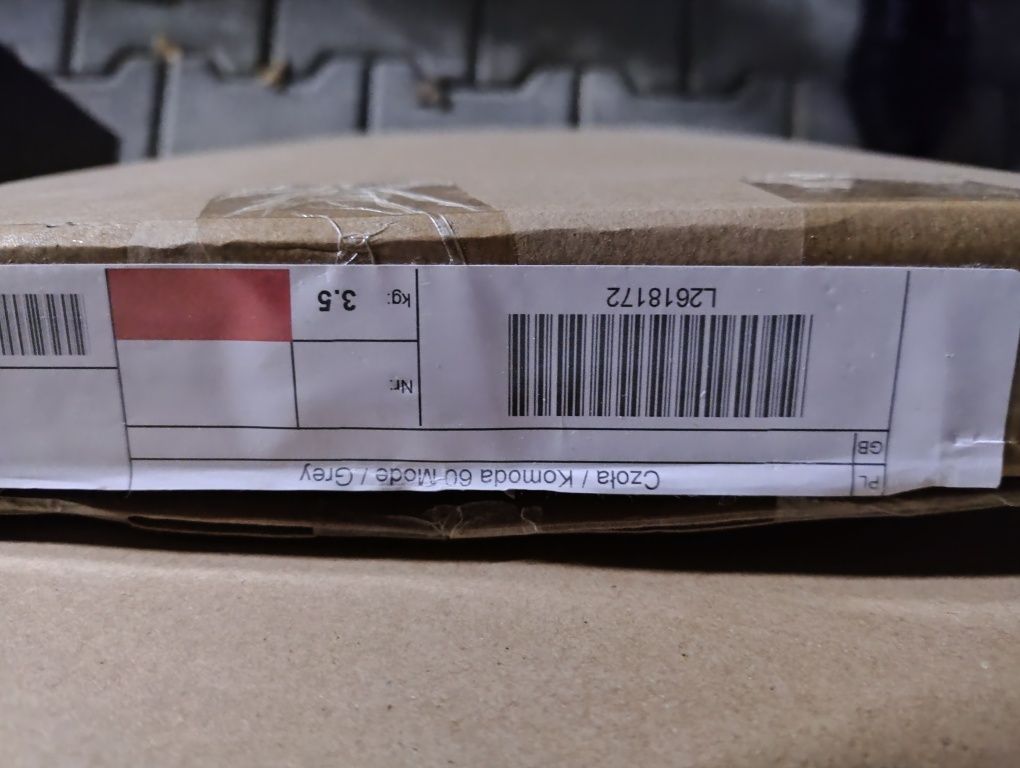 PL Czoła / Komoda 60 Mode / Grey
GB
Nr:
L2618172
kg: 3.5